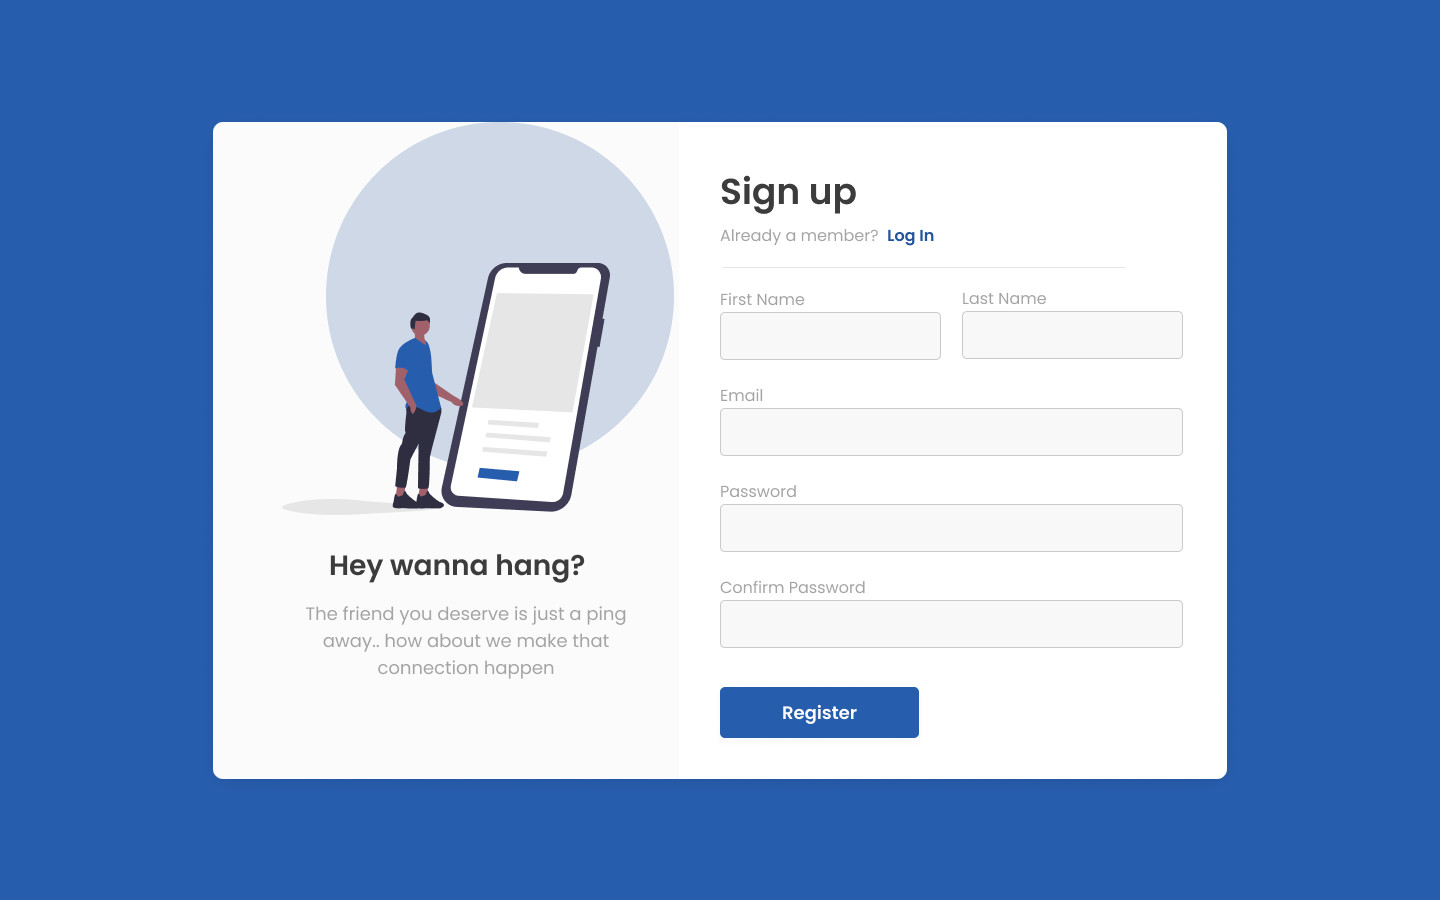 Sign up
Already a member? Log In
First Name
Last Name
Email
Password
Confirm Password
Register
Hey wanna hang?
The friend you deserve is just a ping
away.. how about we make that
connection happen